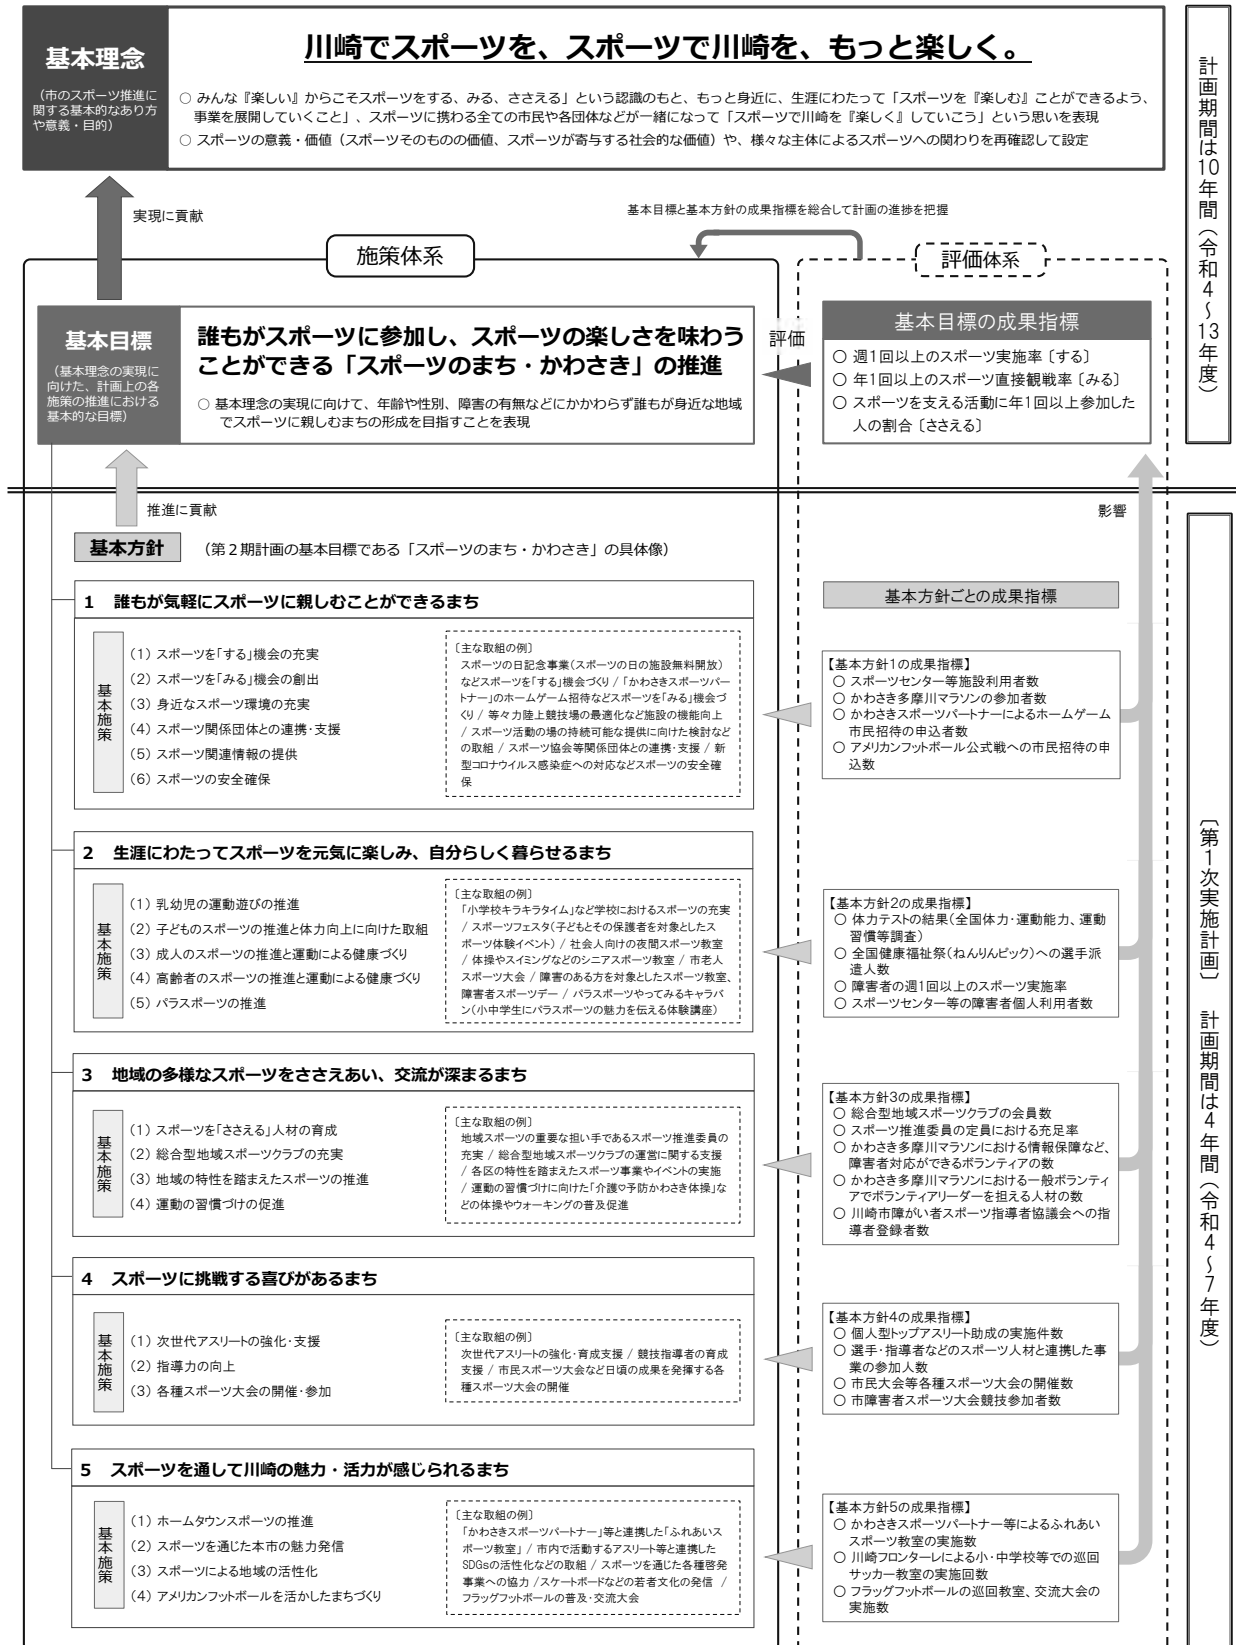 基本理念
（市のスポーツ推進に
関する基本的なあり方
や意義・目的）
川崎でスポーツを、スポーツで川崎を、もっと楽しく。
○ みんな『楽しい』からこそスポーツをする、みる、ささえる」という認識のもと、もっと身近に、生涯にわたって「スポーツを『楽しむ』ことができるよう、
事業を展開していくこと」、スポーツに携わる全ての市民や各団体などが一緒になって「スポーツで川崎を『楽しく』していこう」という思いを表現
○ スポーツの意義・価値（スポーツそのものの価値、スポーツが寄与する社会的な価値）や、様々な主体によるスポーツへの関わりを再確認して設定
計画期間は10年間（令和4～13年度）
実現に貢献
基本目標と基本方針の成果指標を総合して計画の進捗を把握
施策体系
評価体系
基本目標
（基本理念の実現に
向けた、計画上の各
施策の推進における
基本的な目標）
誰もがスポーツに参加し、スポーツの楽しさを味わう
ことができる「スポーツのまち・かわさき」の推進
○ 基本理念の実現に向けて、年齢や性別、障害の有無などにかかわらず誰もが身近な地域
でスポーツに親しむまちの形成を目指すことを表現
評価
基本目標の成果指標
○ 週1回以上のスポーツ実施率〔する〕
○ 年1回以上のスポーツ直接観戦率〔みる〕
○ スポーツを支える活動に年1回以上参加した
人の割合〔ささえる〕
推進に貢献
影響
基本方針
（第２期計画の基本目標である「スポーツのまち・かわさき」の具体像）
〔第1次実施計画〕 計画期間は4年間（令和4～7年度）
1 誰もが気軽にスポーツに親しむことができるまち
基本施策
(1) スポーツを「する」機会の充実
(2) スポーツを「みる」機会の創出
(3) 身近なスポーツ環境の充実
(4) スポーツ関係団体との連携・支援
(5) スポーツ関連情報の提供
(6) スポーツの安全確保
〔主な取組の例〕
スポーツの日記念事業(スポーツの日の施設無料開放)
などスポーツを「する」機会づくり / 「かわさきスポーツパー
トナー」のホームゲーム招待などスポーツを「みる」機会づ
くり / 等々力陸上競技場の最適化など施設の機能向上
/ スポーツ活動の場の持続可能な提供に向けた検討など
の取組 / スポーツ協会等関係団体との連携・支援 / 新
型コロナウイルス感染症への対応などスポーツの安全確
保
基本方針ごとの成果指標
【基本方針1の成果指標】
○ スポーツセンター等施設利用者数
○ かわさき多摩川マラソンの参加者数
○ かわさきスポーツパートナーによるホームゲーム
市民招待の申込者数
○ アメリカンフットボール公式戦への市民招待の申
込数
2 生涯にわたってスポーツを元気に楽しみ、自分らしく暮らせるまち
基本施策
(1) 乳幼児の運動遊びの推進
(2) 子どものスポーツの推進と体力向上に向けた取組
(3) 成人のスポーツの推進と運動による健康づくり
(4) 高齢者のスポーツの推進と運動による健康づくり
(5) パラスポーツの推進
〔主な取組の例〕
「小学校キラキラタイム」など学校におけるスポーツの充実
/ スポーツフェスタ(子どもとその保護者を対象としたス
ポーツ体験イベント) / 社会人向けの夜間スポーツ教室
/ 体操やスイミングなどのシニアスポーツ教室 / 市老人
スポーツ大会 / 障害のある方を対象としたスポーツ教室、
障害者スポーツデー / パラスポーツやってみるキャラバ
ン(小中学生にパラスポーツの魅力を伝える体験講座)
【基本方針2の成果指標】
○ 体力テストの結果(全国体力・運動能力、運動
習慣等調査)
○ 全国健康福祉祭(ねんりんピック)への選手派
遣人数
○ 障害者の週1回以上のスポーツ実施率
○ スポーツセンター等の障害者個人利用者数
3 地域の多様なスポーツをささえあい、交流が深まるまち
基本施策
(1) スポーツを「ささえる」人材の育成
(2) 総合型地域スポーツクラブの充実
(3) 地域の特性を踏まえたスポーツの推進
(4) 運動の習慣づけの促進
〔主な取組の例〕
地域スポーツの重要な担い手であるスポーツ推進委員の
充実 / 総合型地域スポーツクラブの運営に関する支援
/ 各区の特性を踏まえたスポーツ事業やイベントの実施
/ 運動の習慣づけに向けた「介護♡予防かわさき体操」な
どの体操やウォーキングの普及促進
【基本方針3の成果指標】
○ 総合型地域スポーツクラブの会員数
○ スポーツ推進委員の定員における充足率
○ かわさき多摩川マラソンにおける情報保障など、
障害者対応ができるボランティアの数
○ かわさき多摩川マラソンにおける一般ボランティ
アでボランティアリーダーを担える人材の数
○ 川崎市障がい者スポーツ指導者協議会への指
導者登録者数
4 スポーツに挑戦する喜びがあるまち
基本施策
(1) 次世代アスリートの強化・支援
(2) 指導力の向上
(3) 各種スポーツ大会の開催・参加
〔主な取組の例〕
次世代アスリートの強化・育成支援 / 競技指導者の育成
支援 / 市民スポーツ大会など日頃の成果を発揮する各
種スポーツ大会の開催
【基本方針4の成果指標】
○ 個人型トップアスリート助成の実施件数
○ 選手・指導者などのスポーツ人材と連携した事
業の参加人数
○ 市民大会等各種スポーツ大会の開催数
○ 市障害者スポーツ大会競技参加者数
5 スポーツを通して川崎の魅力・活力が感じられるまち
基本施策
(1) ホームタウンスポーツの推進
(2) スポーツを通じた本市の魅力発信
(3) スポーツによる地域の活性化
(4) アメリカンフットボールを活かしたまちづくり
〔主な取組の例〕
「かわさきスポーツパートナー」等と連携した「ふれあいス
ポーツ教室」 / 市内で活動するアスリート等と連携した
SDGsの活性化などの取組 / スポーツを通じた各種啓発
事業への協力 /スケートボードなどの若者文化の発信 /
フラッグフットボールの普及・交流大会
【基本方針5の成果指標】
○ かわさきスポーツパートナー等によるふれあい
スポーツ教室の実施数
○ 川崎フロンターレによる小・中学校等での巡回
サッカー教室の実施回数
○ フラッグフットボールの巡回教室、交流大会の
実施数